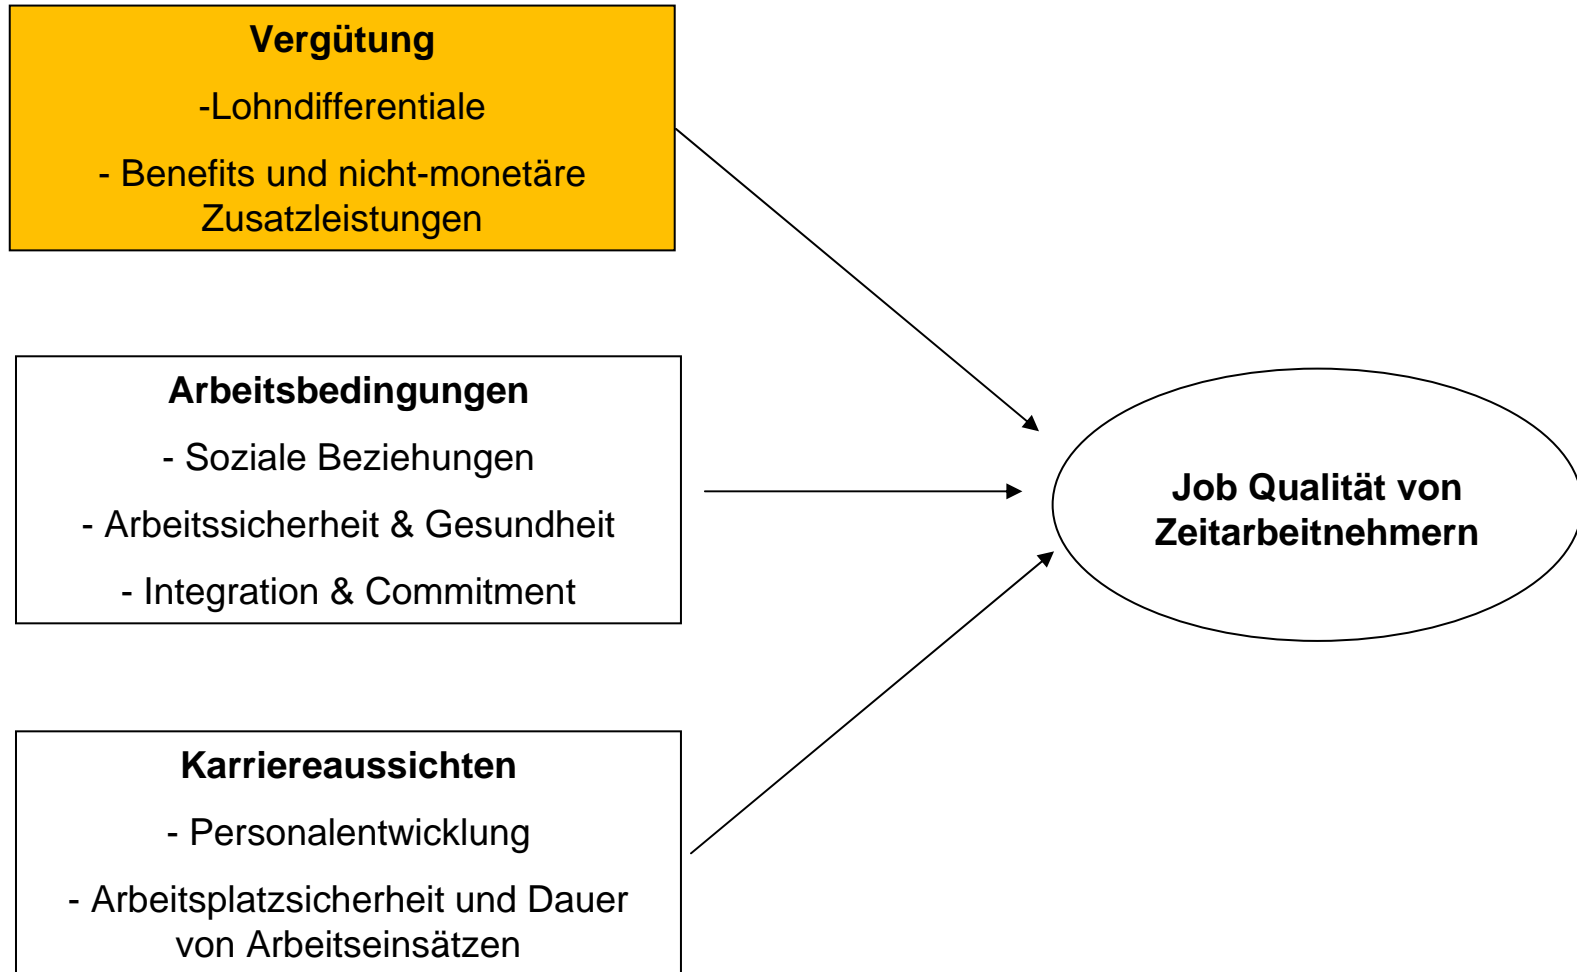 Vergütung
-Lohndifferentiale
- Benefits und nicht-monetäre
Zusatzleistungen
Arbeitsbedingungen
- Soziale Beziehungen
- Arbeitssicherheit & Gesundheit
- Integration & Commitment
Karriereaussichten
- Personalentwicklung
- Arbeitsplatzsicherheit und Dauer
von Arbeitseinsätzen
Job Qualität von
Zeitarbeitnehmern